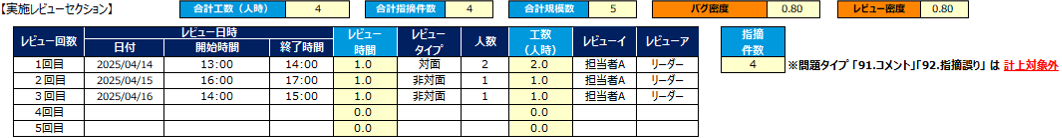 【実施レビューセクション】 合計工数（人時） 4 合計指摘件数 4 合計規模数 5 バグ密度 0.80 レビュー密度 0.80
レビュー回数 レビュー日時 レビュー時間 レビュータイプ 人数 工数（人時） レビューイ レビューア 指摘件数
日付 開始時間 終了時間
1回目 2025/04/14 13:00 14:00 1.0 対面 2 2.0 担当者A リーダー 4 ※問題タイプ「91.コメント」「92.指摘誤り」 は 計上対象外
2回目 2025/04/15 16:00 17:00 1.0 非対面 1 1.0 担当者A リーダー
3回目 2025/04/16 14:00 15:00 1.0 非対面 1 1.0 担当者A リーダー
4回目 0.0 0.0
5回目 0.0 0.0